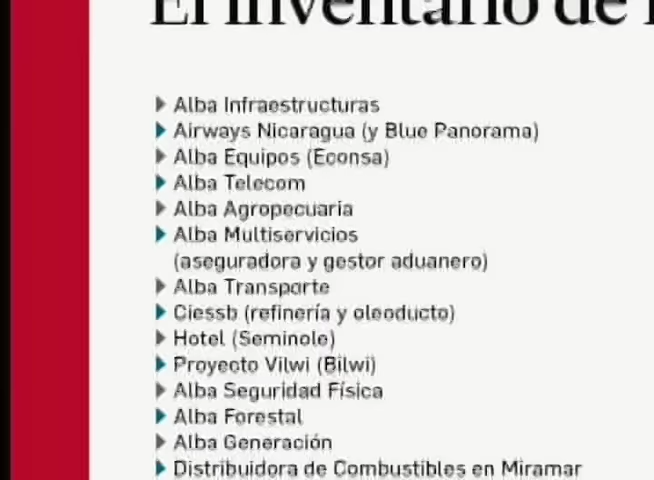 El inventario de
Alba Infraestructuras
Airways Nicaragua (y Blue Panorama)
Alba Equipos (Econsa)
Alba Telecom
Alba Agropecuaria
Alba Multiservicios
(aseguradora y gestor aduanero)
Alba Transporte
Ciessb (refinería y oleoducto)
Hotel (Seminole)
Proyecto Vilwi (Bilwi)
Alba Seguridad Física
Alba Forestal
Alba Generación
Distribuidora de Combustibles en Miramar